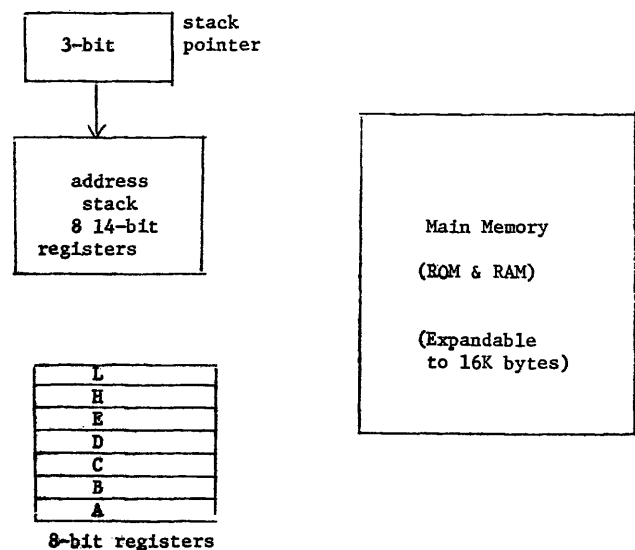 3-bit
stack
pointer
address
stack
8 14-bit
registers
Main Memory
(ROM & RAM)
(Expandable
to 16K bytes)
L
H
E
D
C
B
A
8-bit registers